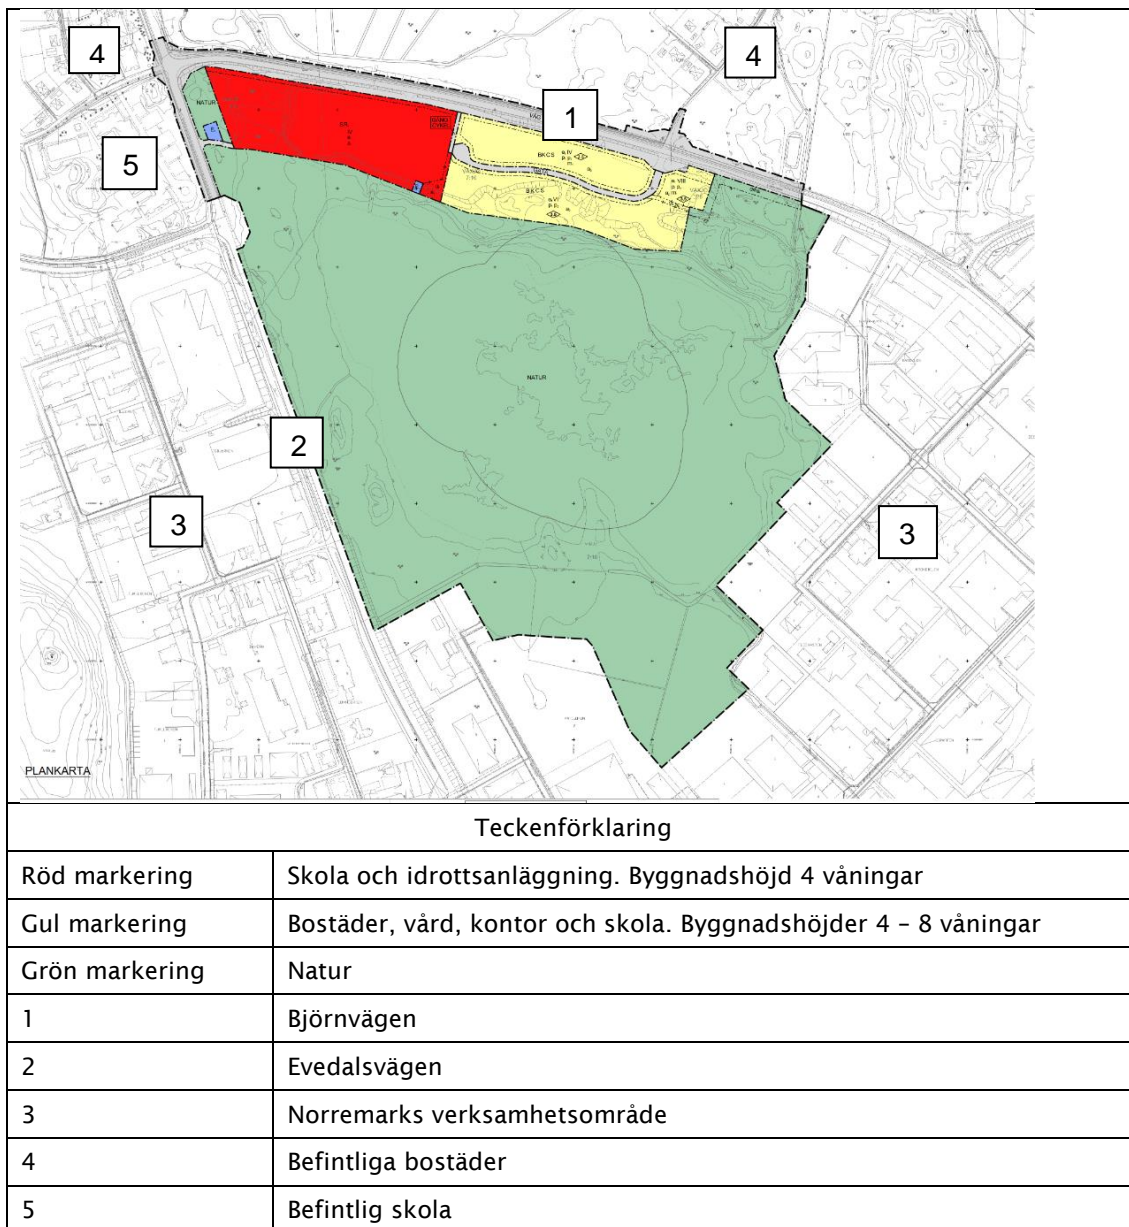 4
4
1
5
2
3
3
NATUR
BKCS
BKCS
NATUR
PLANKARTA
Teckenförklaring
Röd markering Skola och idrottsanläggning. Byggnadshöjd 4 våningar
Gul markering Bostäder, vård, kontor och skola. Byggnadshöjder 4 – 8 våningar
Grön markering Natur
1 Björnvägen
2 Evedalsvägen
3 Norremarks verksamhetsområde
4 Befintliga bostäder
5 Befintlig skola